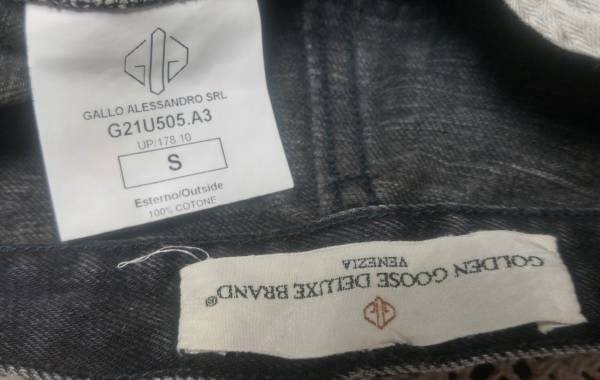 GALLO ALESSANDRO SRL
G21U505.A3
UP/178.10
S
Esterno/Outside
100% COTONE
GOLDEN GOOSE DELUXE BRAND®
VENEZIA